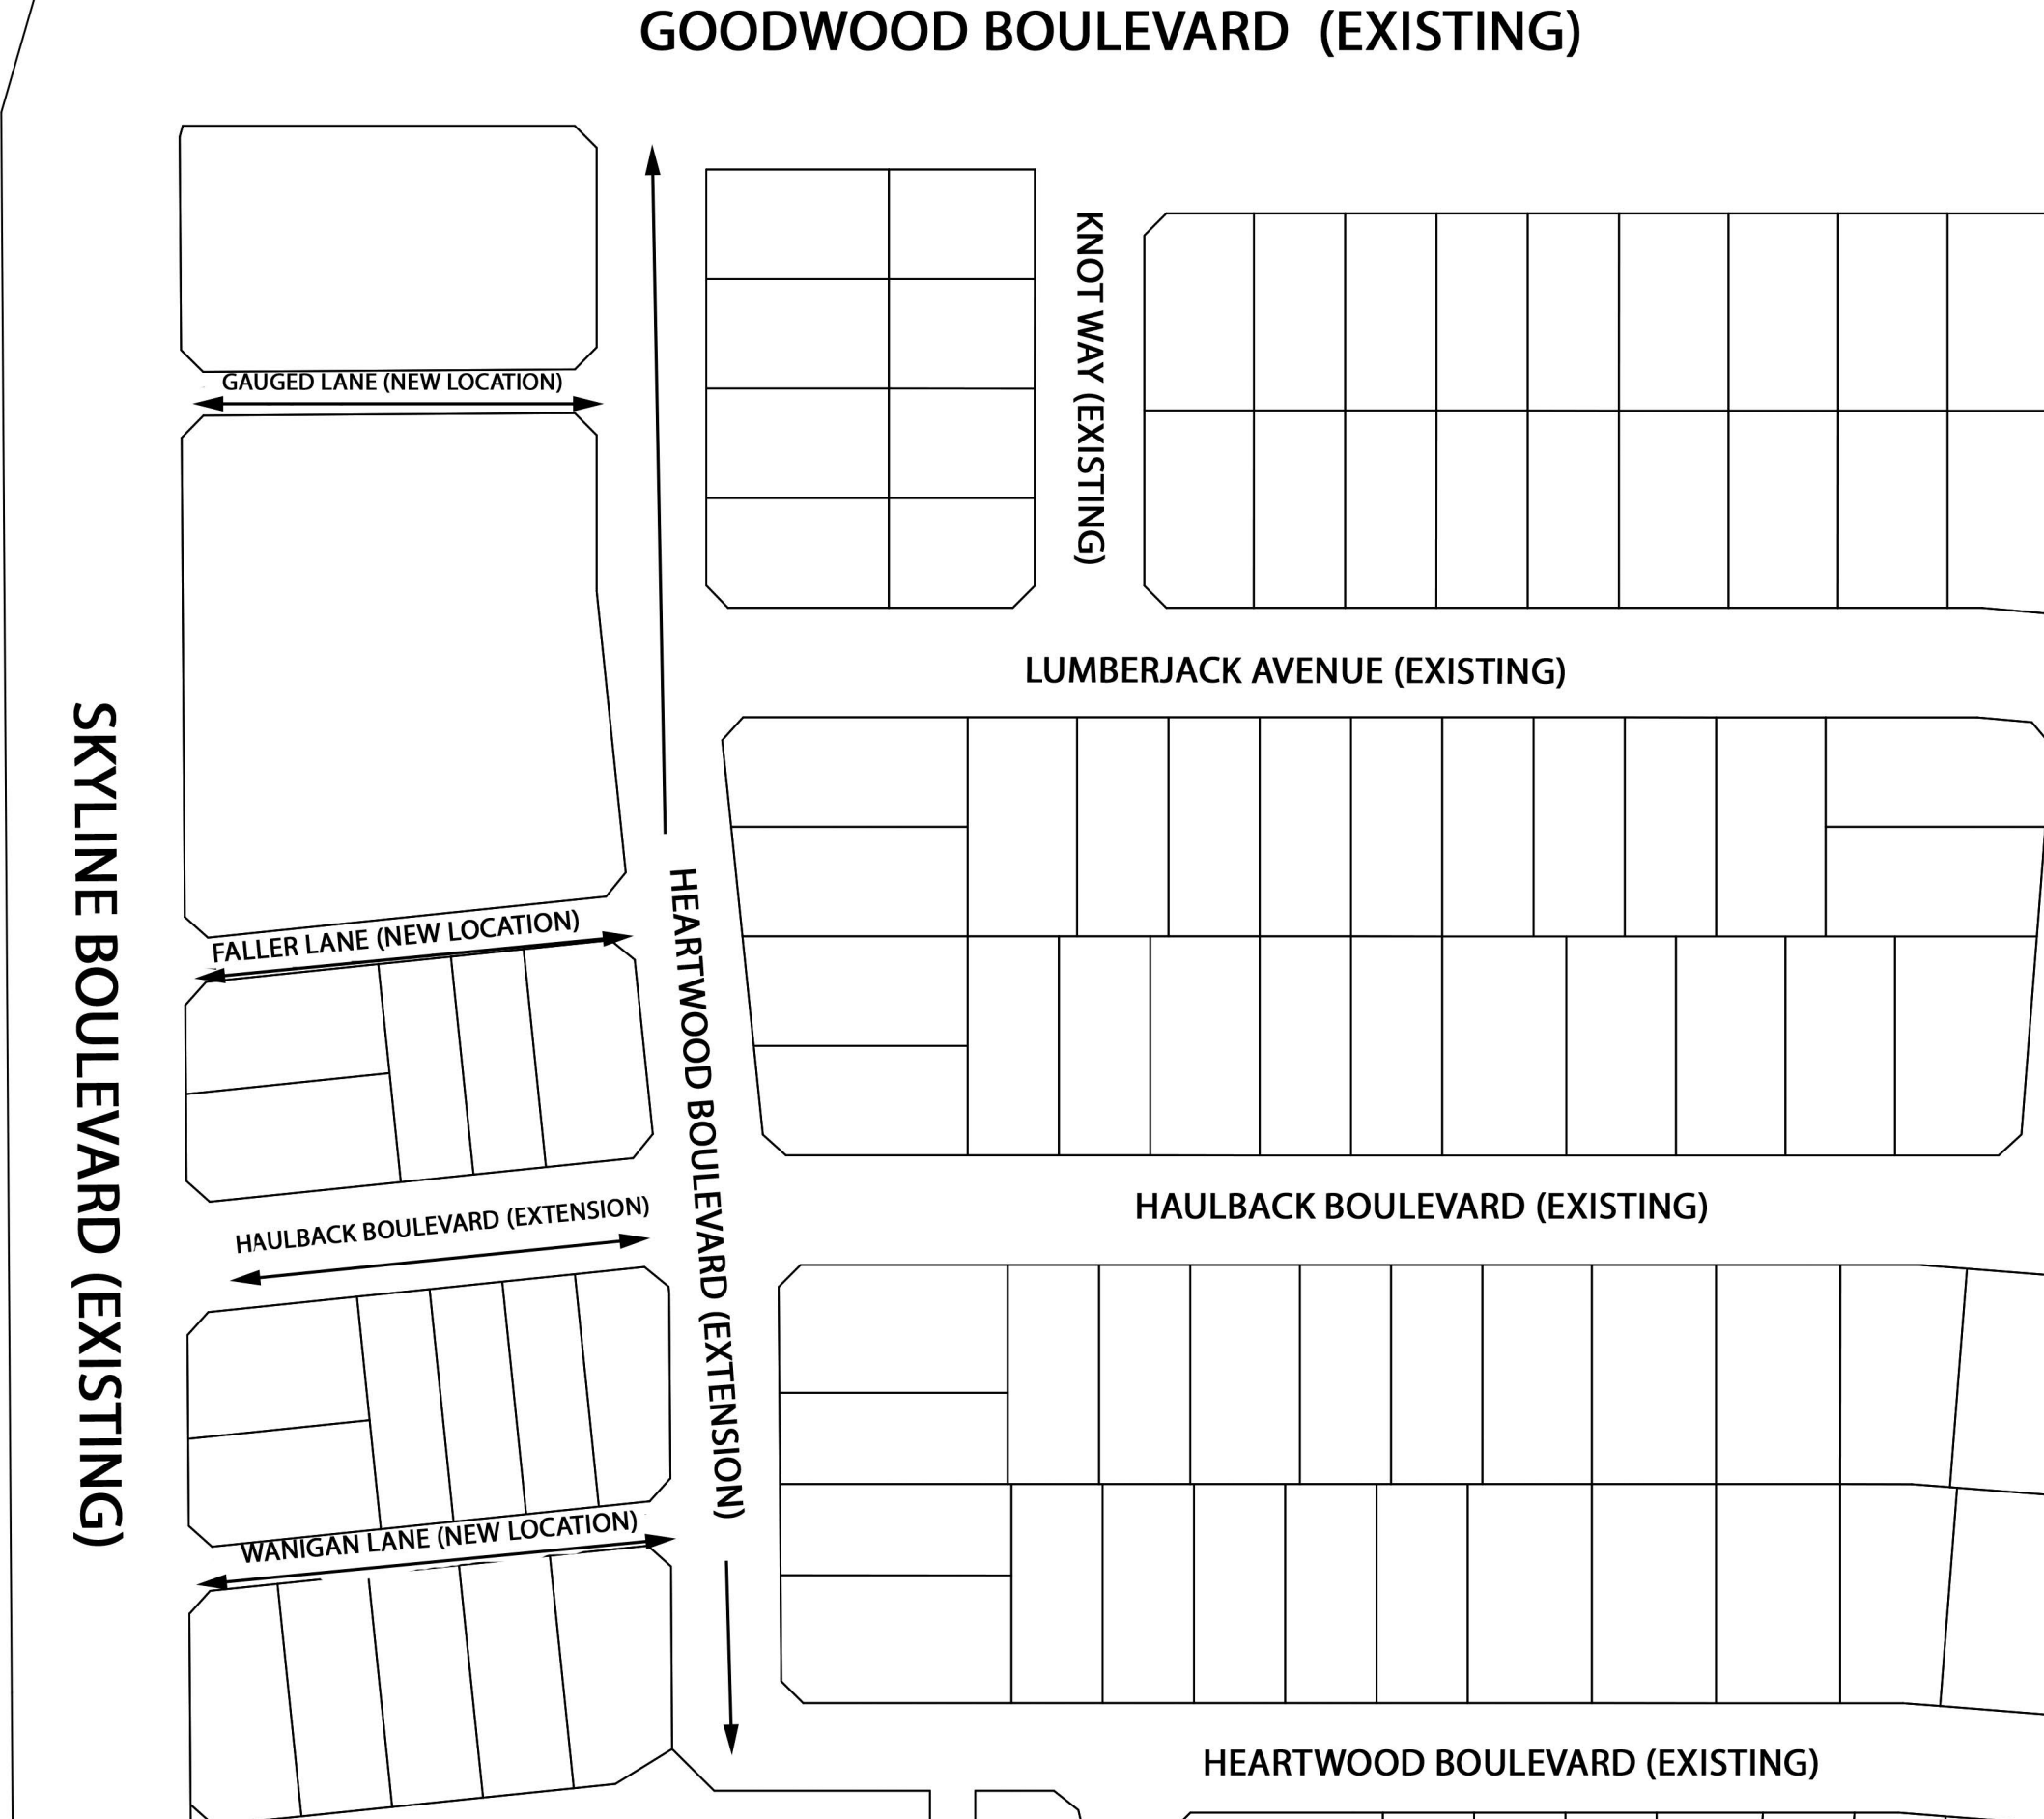 GOODWOOD BOULEVARD (EXISTING)
KNOT WAY (EXISTING)
GAUGED LANE (NEW LOCATION)
LUMBERJACK AVENUE (EXISTING)
SKYLINE BOULEVARD (EXISTING)
FALLER LANE (NEW LOCATION)
HEARTWOOD BOULEVARD (EXTENSION)
HAULBACK BOULEVARD (EXTENSION)
HAULBACK BOULEVARD (EXISTING)
WANIGAN LANE (NEW LOCATION)
HEARTWOOD BOULEVARD (EXISTING)